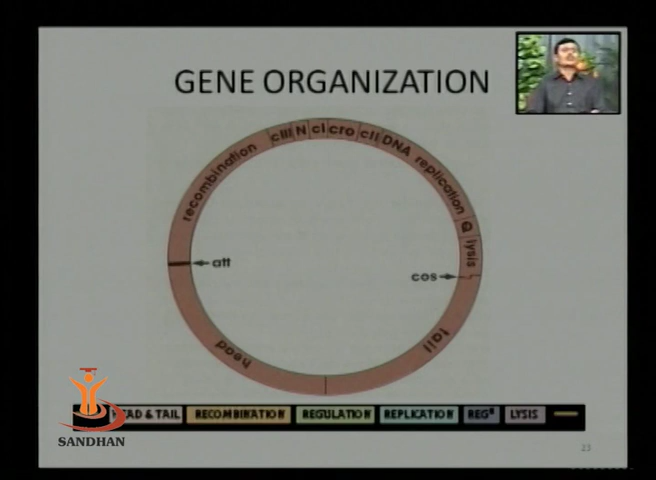 GENE ORGANIZATION
recombination cIII N cI cro cII DNA replication Q lysis
att
cos
head
tail
HEAD & TAIL RECOMBINATION REGULATION REPLICATION REG LYSIS
SANDHAN
23